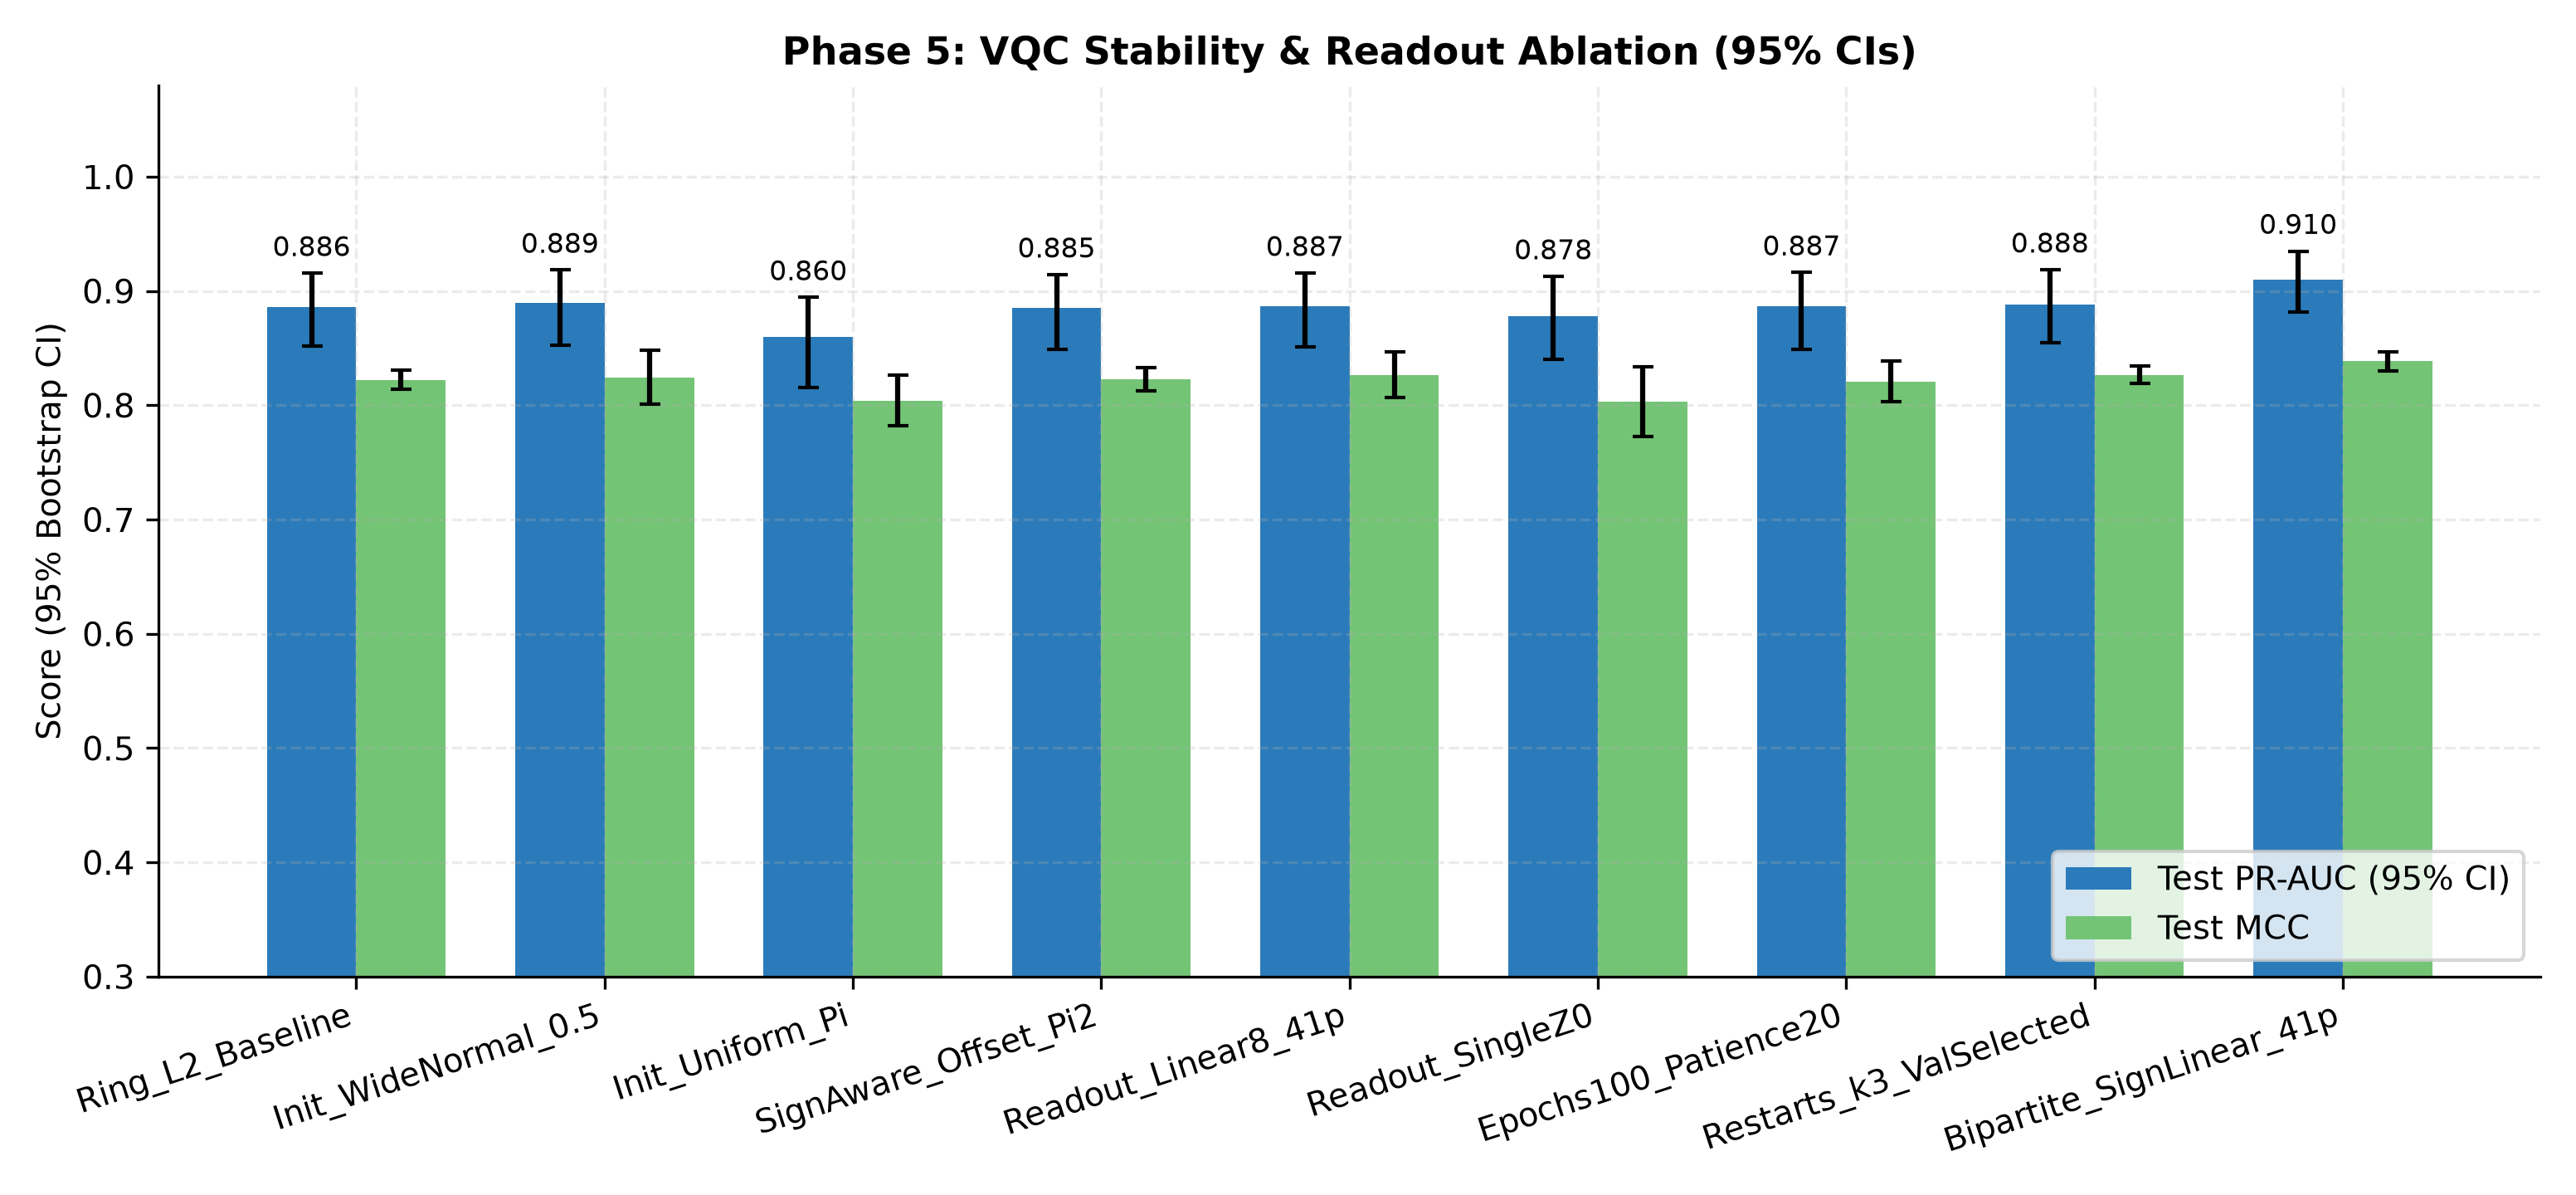 Phase 5: VQC Stability & Readout Ablation (95% CIs)
Score (95% Bootstrap CI)
1.0
0.9
0.8
0.7
0.6
0.5
0.4
0.3
0.886
0.889
0.860
0.885
0.887
0.878
0.887
0.888
0.910
Test PR-AUC (95% CI)
Test MCC
Ring_L2_Baseline
Init_WideNormal_0.5
Init_Uniform_Pi
SignAware_Offset_Pi2
Readout_Linear8_41p
Readout_SingleZ0
Epochs100_Patience20
Restarts_k3_ValSelected
Bipartite_SignLinear_41p